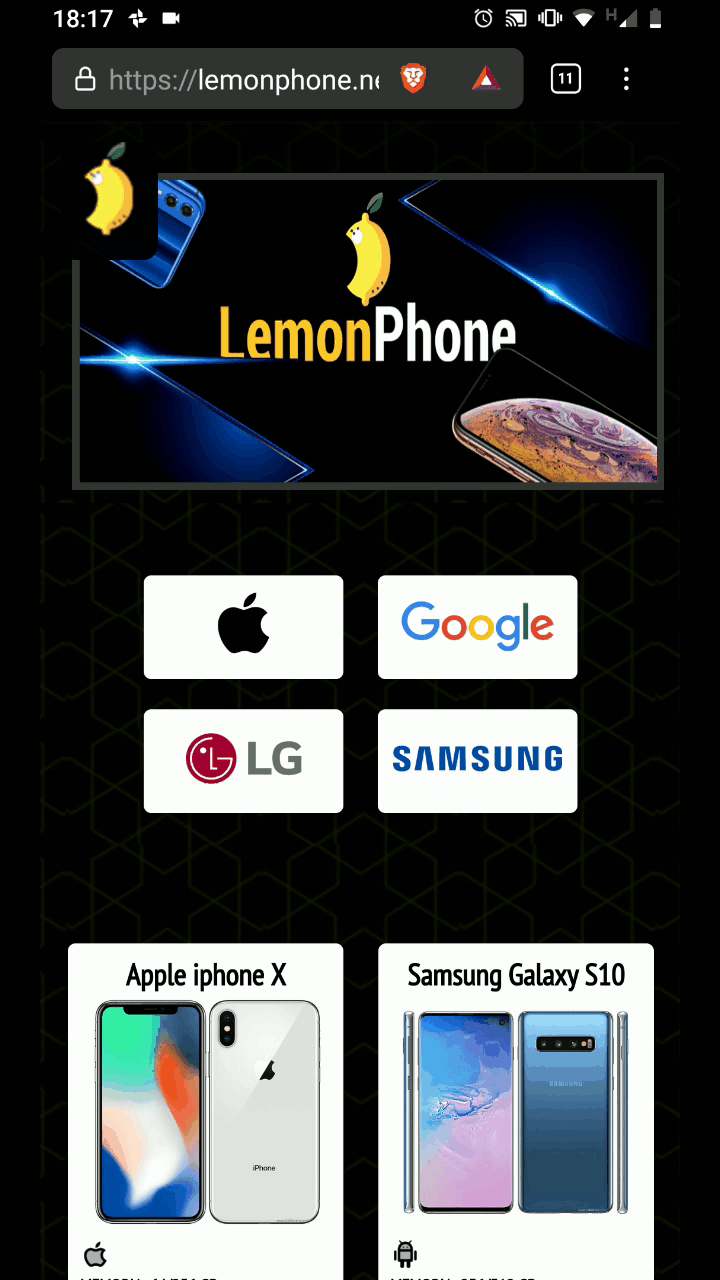 18:17
H
https://lemonphone.ne
11
LemonPhone
Google
LG
SAMSUNG
Apple iphone X
Samsung Galaxy S10
iPhone
SAMSUNG